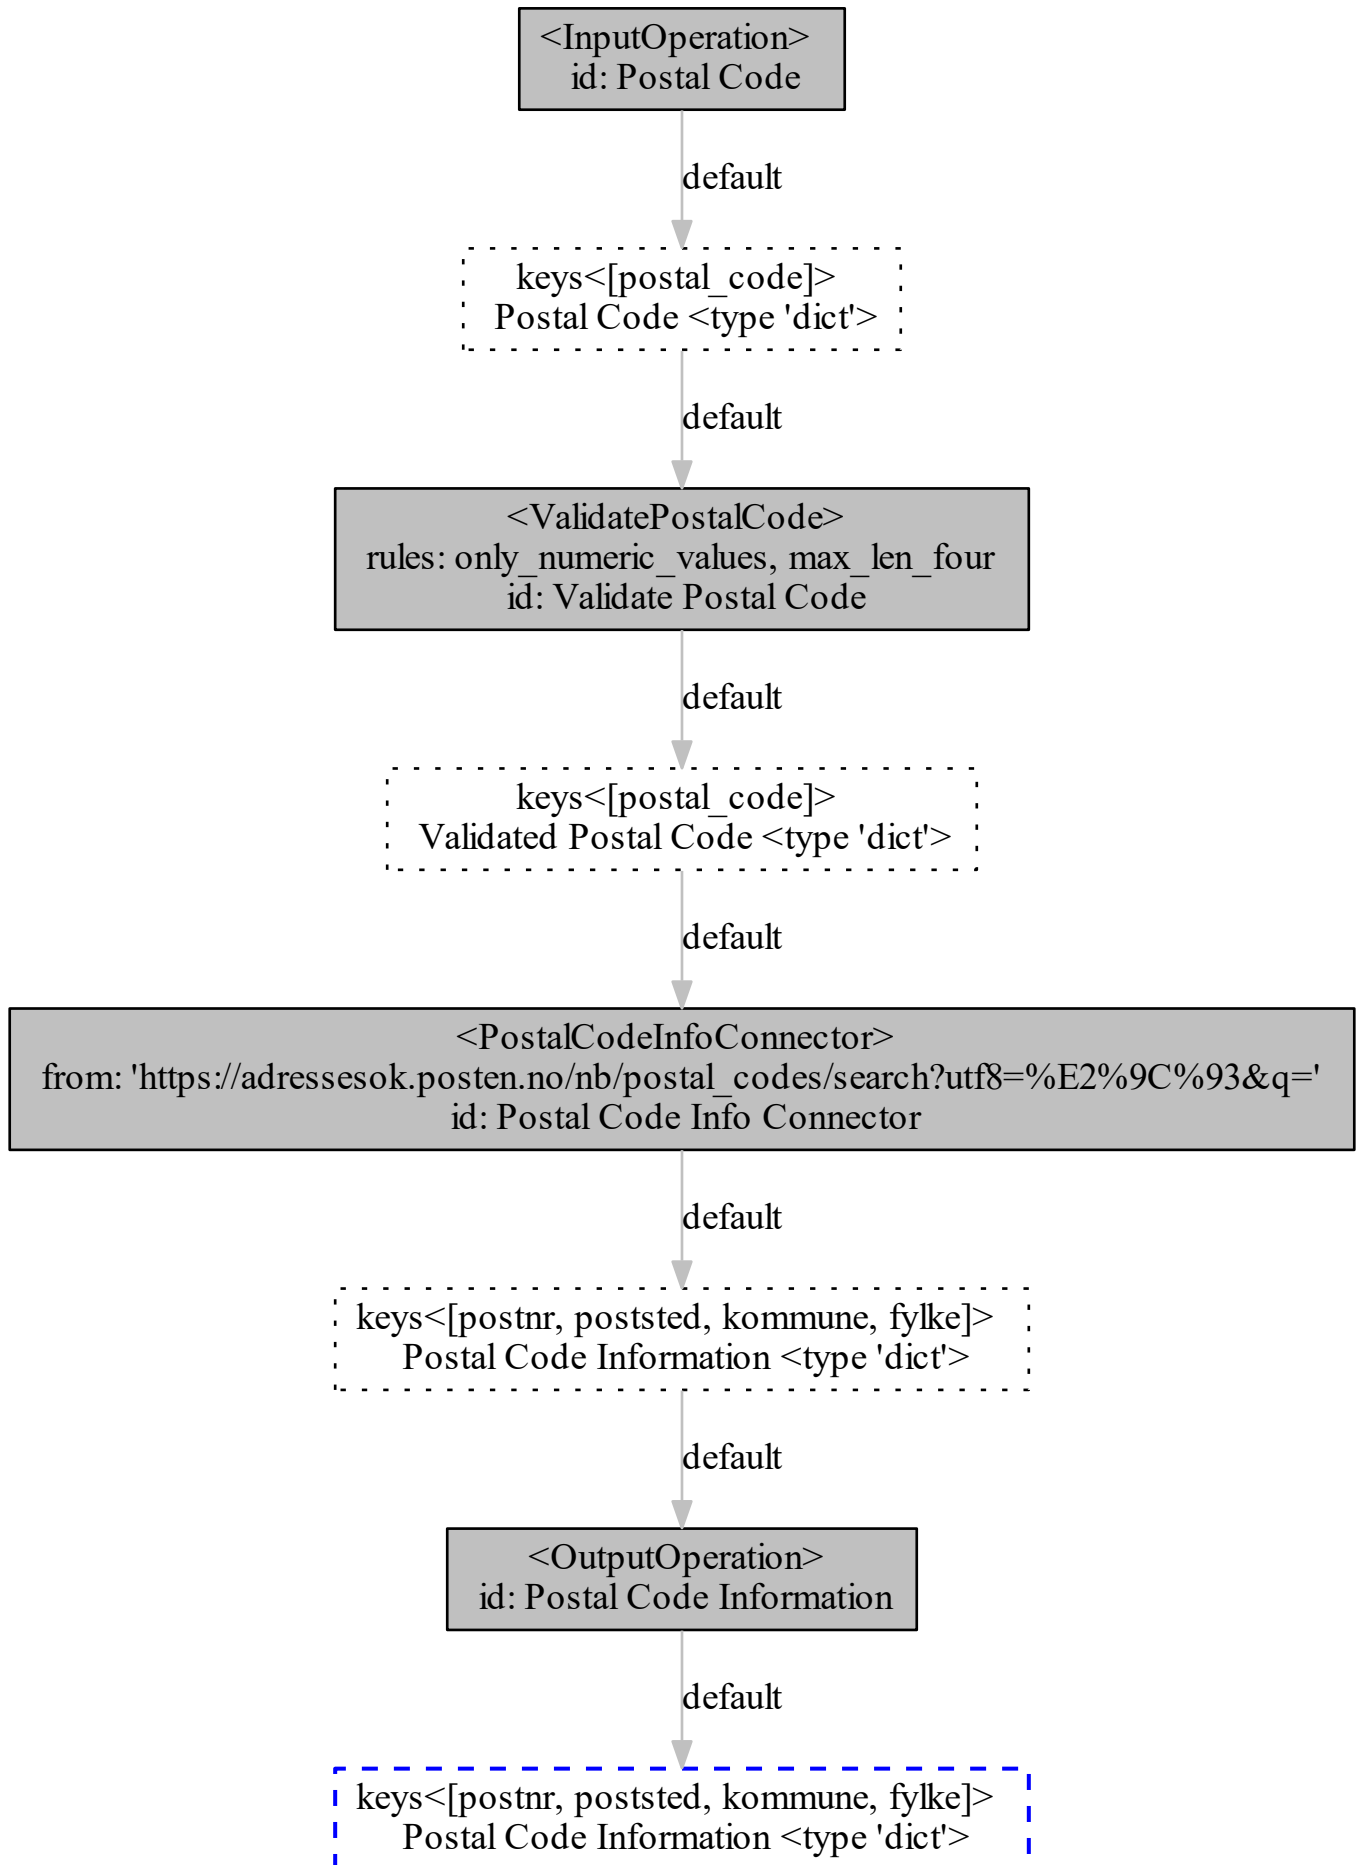 <InputOperation>
id: Postal Code
default
keys<[postal_code]>
Postal Code <type 'dict'>
default
<ValidatePostalCode>
rules: only_numeric_values, max_len_four
id: Validate Postal Code
default
keys<[postal_code]>
Validated Postal Code <type 'dict'>
default
<PostalCodeInfoConnector>
from: 'https://adressesok.posten.no/nb/postal_codes/search?utf8=%E2%9C%93&q='
id: Postal Code Info Connector
default
keys<[postnr, poststed, kommune, fylke]>
Postal Code Information <type 'dict'>
default
<OutputOperation>
id: Postal Code Information
default
keys<[postnr, poststed, kommune, fylke]>
Postal Code Information <type 'dict'>